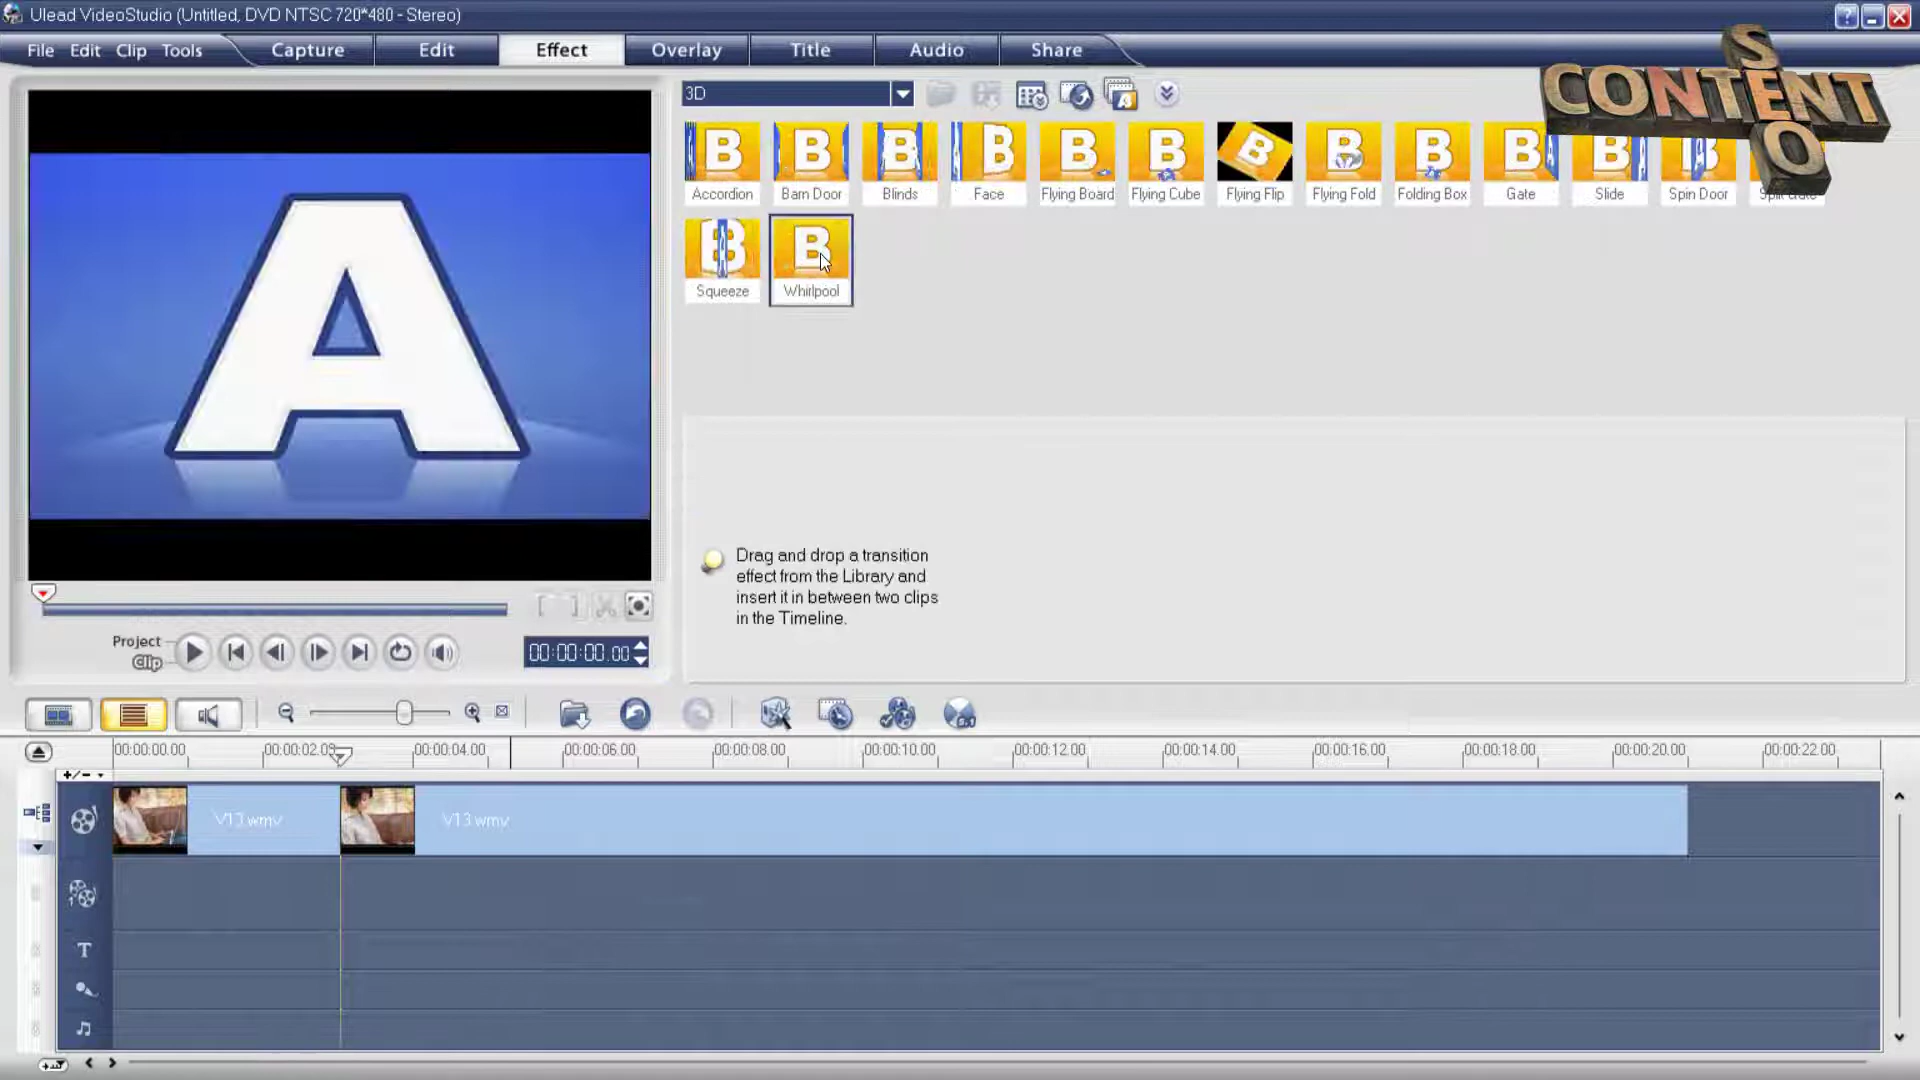 Ulead VideoStudio (Untitled, DVD NTSC 720*480 - Stereo)
File Edit Clip Tools Capture Edit Effect Overlay Title Audio Share
SEO
CONTENT
3D
A
B B B B B B B B B B B B
Accordion Barn Door Blinds Face Flying Board Flying Cube Flying Flip Flying Fold Folding Box Gate Slide Spin Door
B B
Squeeze Whirlpool
Drag and drop a transition
effect from the Library and
insert it in between two clips
in the Timeline.
Project
Clip
00:00:00.00
5.1
00:00:00.00 00:00:02.00 00:00:04.00 00:00:06.00 00:00:08.00 00:00:10.00 00:00:12.00 00:00:14.00 00:00:16.00 00:00:18.00 00:00:20.00 00:00:22.00
+/-
V13.wmv V13.wmv
1
T